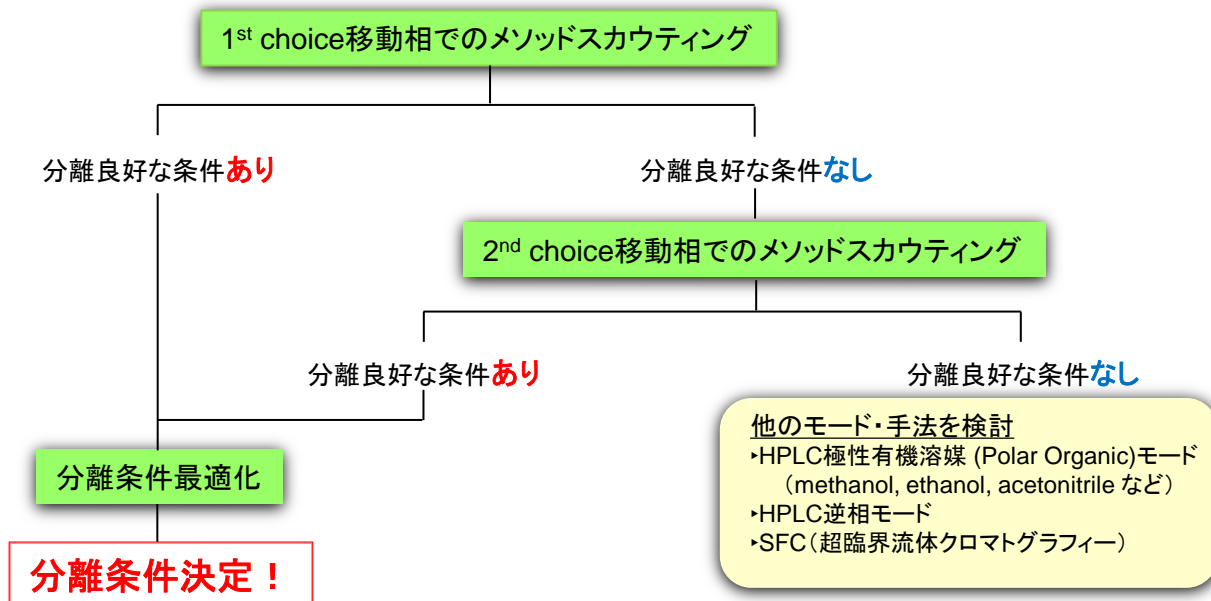 1st choice移動相でのメソッドスカウティング
分離良好な条件あり
分離良好な条件なし
2nd choice移動相でのメソッドスカウティング
分離良好な条件あり
分離良好な条件なし
他のモード・手法を検討
‣HPLC極性有機溶媒 (Polar Organic)モード
（methanol, ethanol, acetonitrile など）
‣HPLC逆相モード
‣SFC（超臨界流体クロマトグラフィー）
分離条件最適化
分離条件決定！